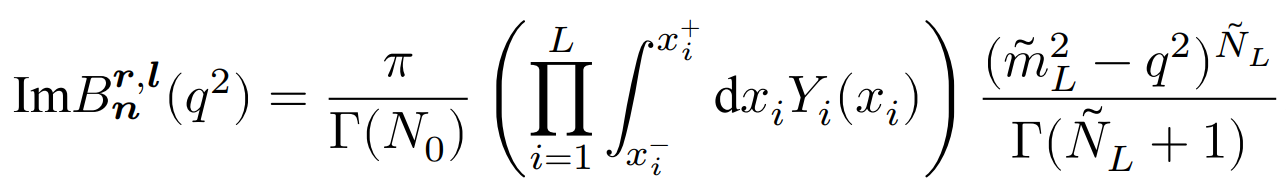 $\mathrm{Im} B_{\boldsymbol{n}}^{\boldsymbol{r},\boldsymbol{l}}(q^2) = \frac{\pi}{\Gamma(N_0)} \left( \prod_{i=1}^{L} \int_{x_i^-}^{x_i^+} \mathrm{d}x_i Y_i(x_i) \right) \frac{(\tilde{m}_L^2 - q^2)^{\tilde{N}_L}}{\Gamma(\tilde{N}_L + 1)}$